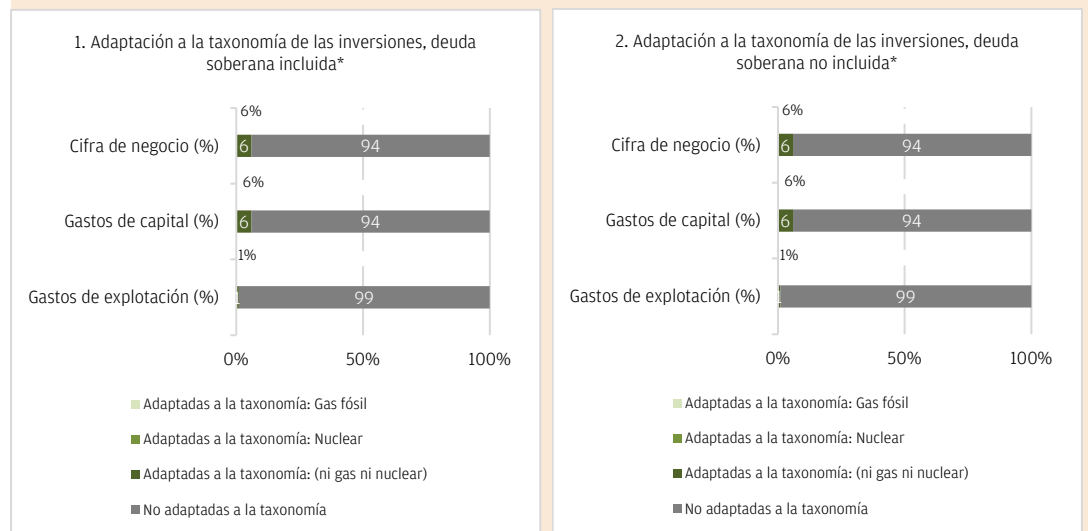 1. Adaptación a la taxonomía de las inversiones, deuda
soberana incluida*
6%
Cifra de negocio (%)
6 94
6%
Gastos de capital (%)
6 94
1%
Gastos de explotación (%)
1 99
0% 50% 100%
Adaptadas a la taxonomía: Gas fósil
Adaptadas a la taxonomía: Nuclear
Adaptadas a la taxonomía: (ni gas ni nuclear)
No adaptadas a la taxonomía
2. Adaptación a la taxonomía de las inversiones, deuda
soberana no incluida*
6%
Cifra de negocio (%)
6 94
6%
Gastos de capital (%)
6 94
1%
Gastos de explotación (%)
1 99
0% 50% 100%
Adaptadas a la taxonomía: Gas fósil
Adaptadas a la taxonomía: Nuclear
Adaptadas a la taxonomía: (ni gas ni nuclear)
No adaptadas a la taxonomía